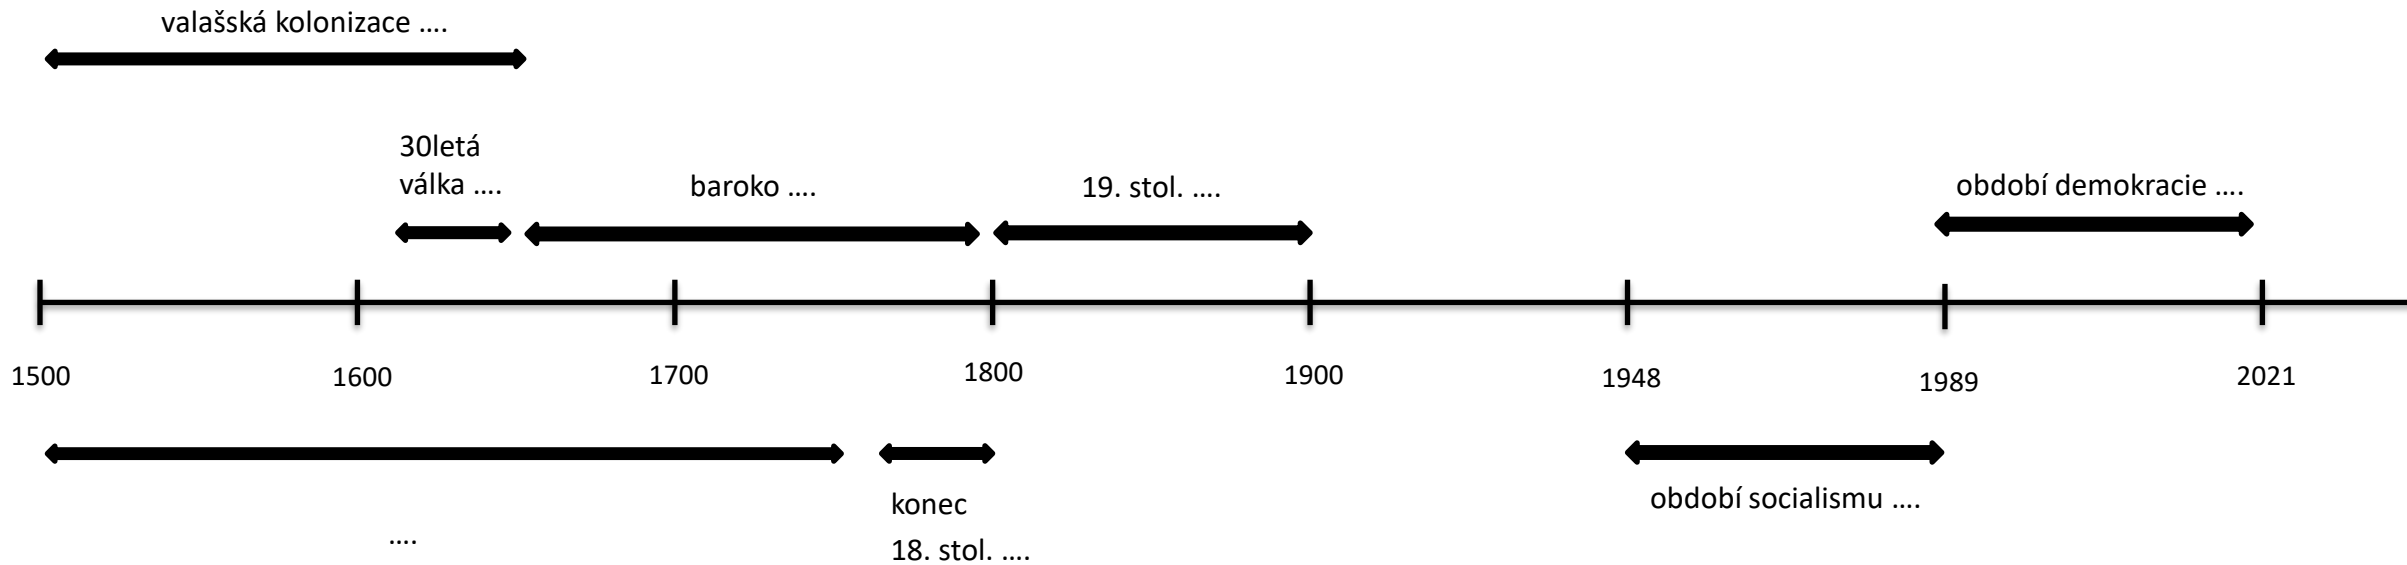 valašská kolonizace ....
30letá
válka ....
baroko ....
19. stol. ....
období demokracie ....
1500
1600
1700
1800
1900
1948
1989
2021
....
konec
18. stol. ....
období socialismu ....